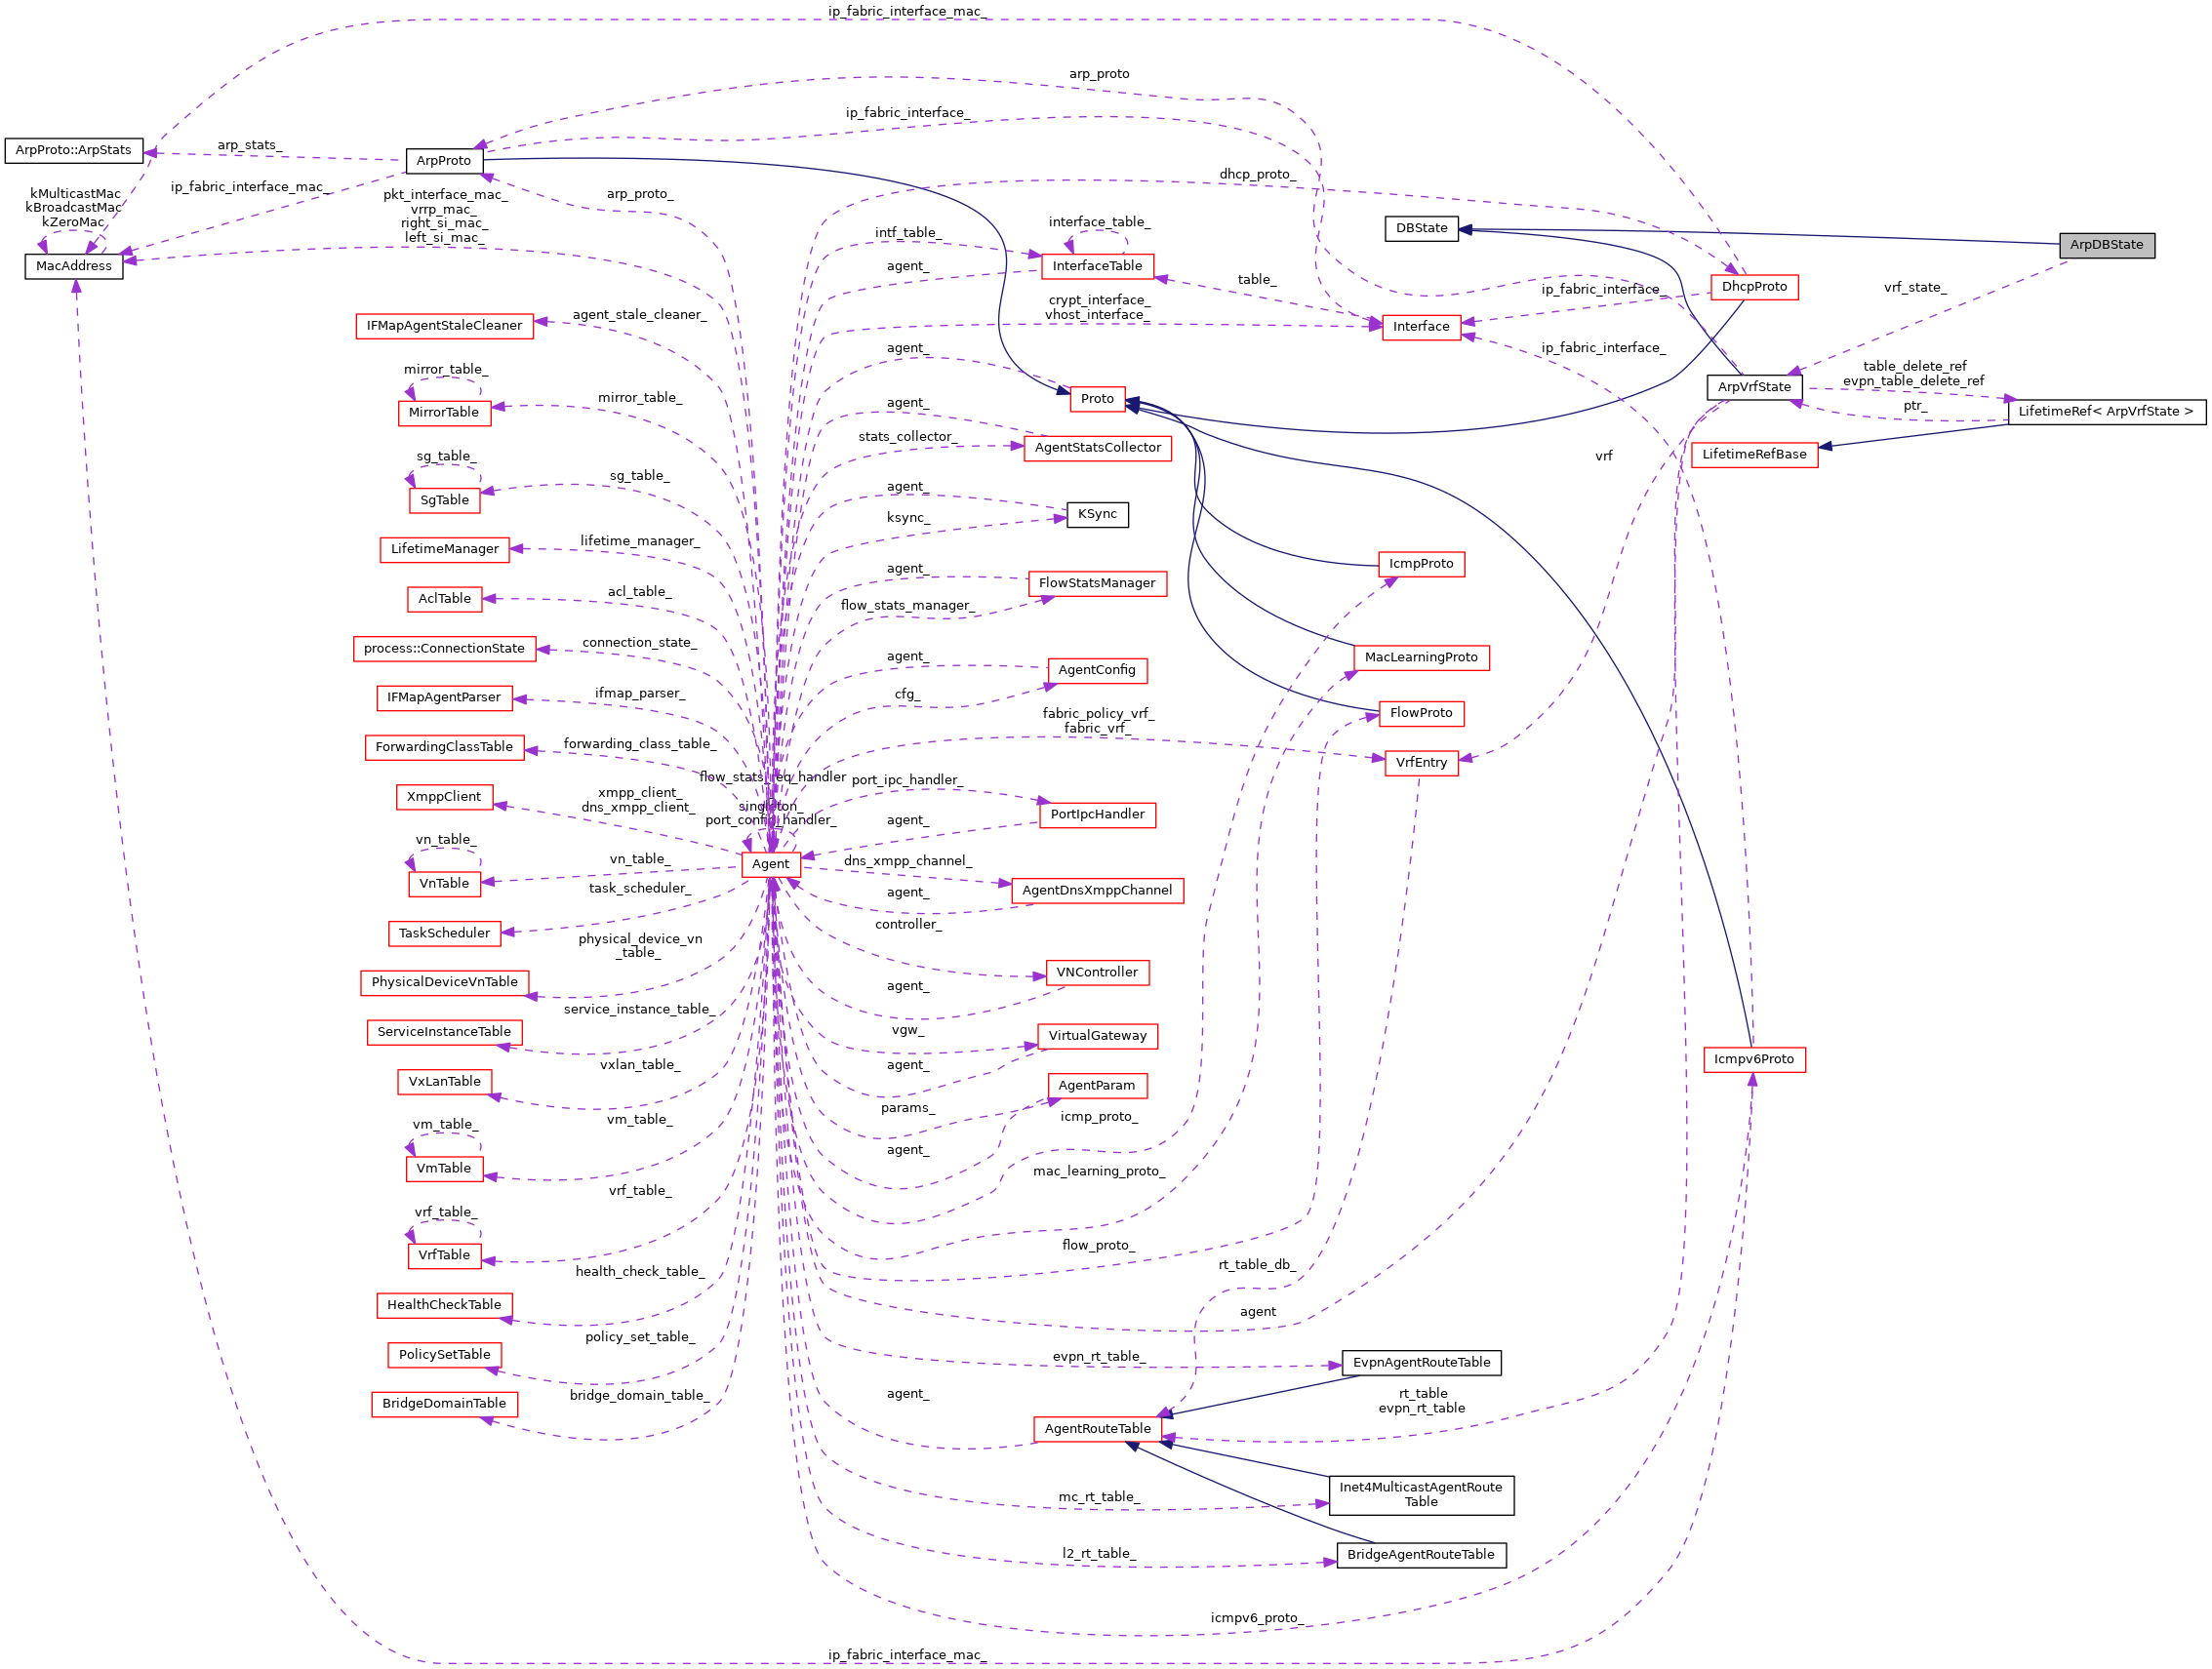 ip_fabric_interface_mac_
arp_proto
ip_fabric_interface_
ArpProto::ArpStats
arp_stats_
ArpProto
dhcp_proto_
ip_fabric_interface_mac_
kMulticastMac
kBroadcastMac
kZeroMac
pkt_interface_mac_
vrrp_mac_
right_si_mac_
left_si_mac_
arp_proto_
interface_table_
intf_table_
DBState
ArpDBState
MacAddress
agent_
InterfaceTable
table_
DhcpProto
ip_fabric_interface_
vrf_state_
crypt_interface_
vhost_interface_
Interface
IFMapAgentStaleCleaner
agent_stale_cleaner_
agent_
ip_fabric_interface_
table_delete_ref
evpn_table_delete_ref
mirror_table_
mirror_table_
MirrorTable
Proto
ArpVrfState
ptr_
LifetimeRef< ArpVrfState >
agent_
stats_collector_
AgentStatsCollector
LifetimeRefBase
sg_table_
sg_table_
SgTable
vrf
agent_
ksync_
KSync
LifetimeManager
lifetime_manager_
agent_
FlowStatsManager
IcmpProto
AclTable
acl_table_
flow_stats_manager_
process::ConnectionState
connection_state_
agent_
AgentConfig
MacLearningProto
IFMapAgentParser
ifmap_parser_
cfg_
fabric_policy_vrf_
fabric_vrf_
FlowProto
ForwardingClassTable
forwarding_class_table_
VrfEntry
flow_stats_req_handler
_
singleton_
port_config_handler_
port_ipc_handler_
XmppClient
xmpp_client_
dns_xmpp_client_
PortIpcHandler
agent_
vn_table_
vn_table_
VnTable
Agent
dns_xmpp_channel_
AgentDnsXmppChannel
agent_
task_scheduler_
TaskScheduler
controller_
physical_device_vn
_table_
PhysicalDeviceVnTable
VNController
agent_
service_instance_table_
ServiceInstanceTable
vgw_
VirtualGateway
Icmpv6Proto
vxlan_table_
VxLanTable
agent_
AgentParam
params_
icmp_proto_
vm_table_
vm_table_
VmTable
agent_
mac_learning_proto_
vrf_table_
vrf_table_
VrfTable
flow_proto_
rt_table_db_
health_check_table_
HealthCheckTable
agent
policy_set_table_
PolicySetTable
evpn_rt_table_
EvpnAgentRouteTable
bridge_domain_table_
BridgeDomainTable
agent_
rt_table
evpn_rt_table
AgentRouteTable
mc_rt_table_
Inet4MulticastAgentRoute
Table
l2_rt_table_
BridgeAgentRouteTable
icmpv6_proto_
ip_fabric_interface_mac_